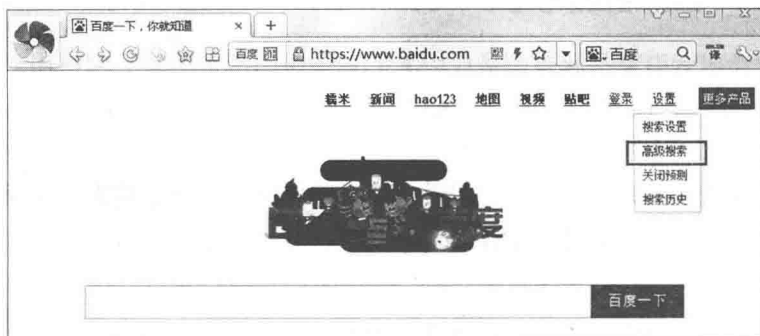 百度一下，你就知道 × +
百度 https://www.baidu.com 百度 译
糯米 新闻 hao123 地图 视频 贴吧 登录 设置 更多产品
搜索设置
高级搜索
关闭预测
搜索历史
度
百度一下